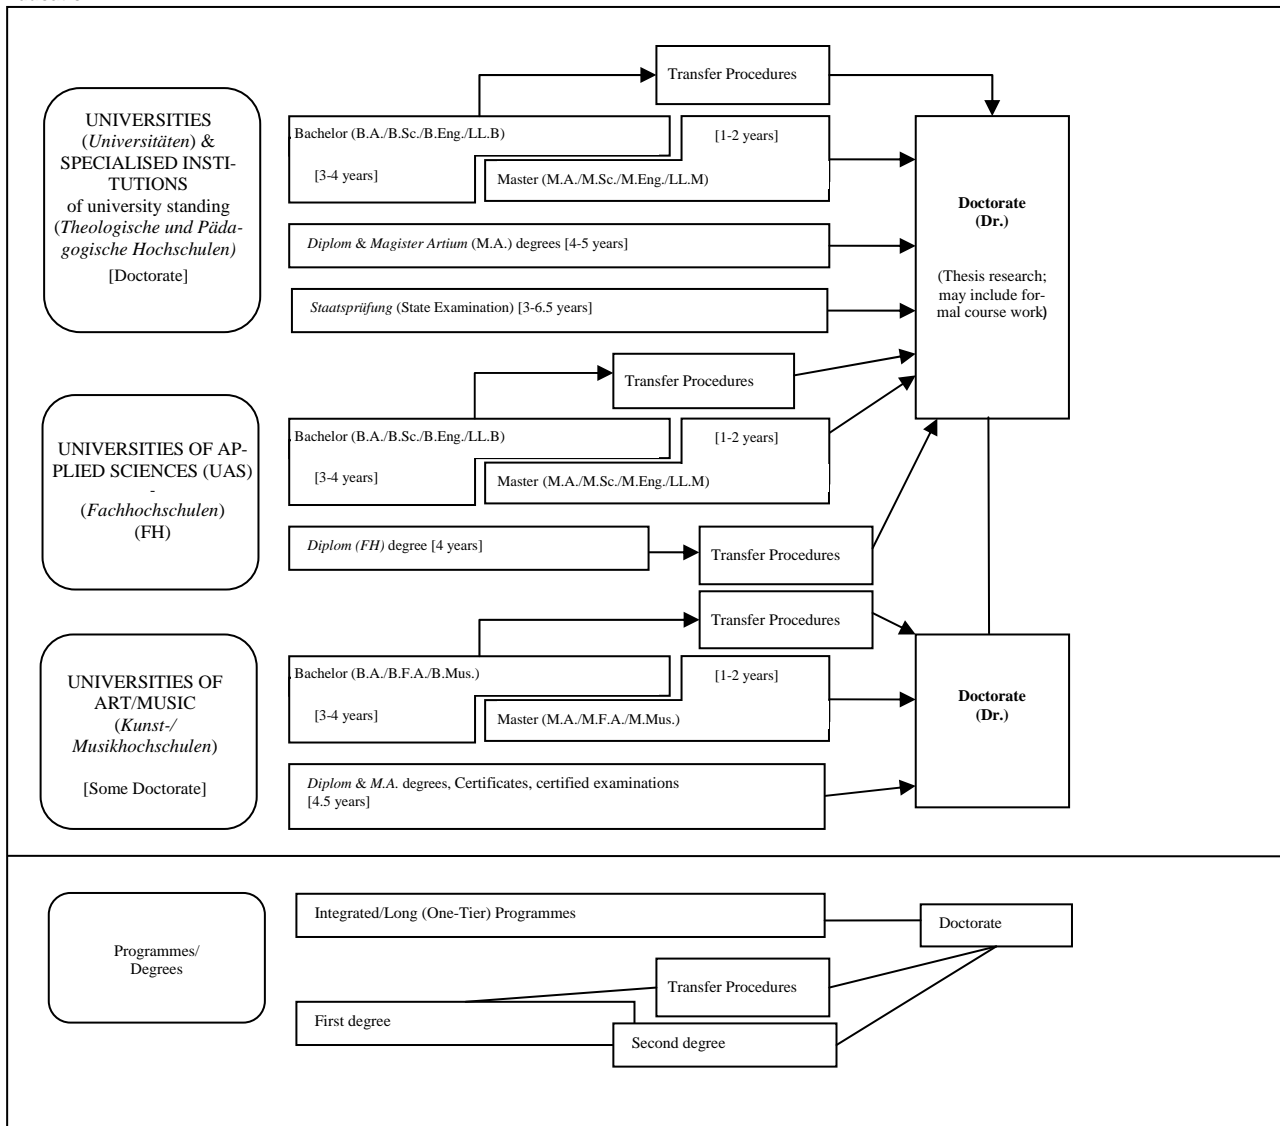 Transfer Procedures
UNIVERSITIES
(Universitäten) &
SPECIALISED INSTI-
TUTIONS
of university standing
(Theologische und Päda-
gogische Hochschulen)
[Doctorate]
Bachelor (B.A./B.Sc./B.Eng./LL.B)
[3-4 years]
[1-2 years]
Master (M.A./M.Sc./M.Eng./LL.M)
Diplom & Magister Artium (M.A.) degrees [4-5 years]
Staatsprüfung (State Examination) [3-6.5 years]
Doctorate
(Dr.)
(Thesis research;
may include for-
mal course work)
Transfer Procedures
UNIVERSITIES OF AP-
PLIED SCIENCES (UAS)
-
(Fachhochschulen)
(FH)
Bachelor (B.A./B.Sc./B.Eng./LL.B)
[3-4 years]
[1-2 years]
Master (M.A./M.Sc./M.Eng./LL.M)
Diplom (FH) degree [4 years]
Transfer Procedures
Transfer Procedures
UNIVERSITIES OF
ART/MUSIC
(Kunst-/
Musikhochschulen)
[Some Doctorate]
Bachelor (B.A./B.F.A./B.Mus.)
[3-4 years]
[1-2 years]
Master (M.A./M.F.A./M.Mus.)
Diplom & M.A. degrees, Certificates, certified examinations
[4.5 years]
Doctorate
(Dr.)
Programmes/
Degrees
Integrated/Long (One-Tier) Programmes
Doctorate
Transfer Procedures
First degree
Second degree